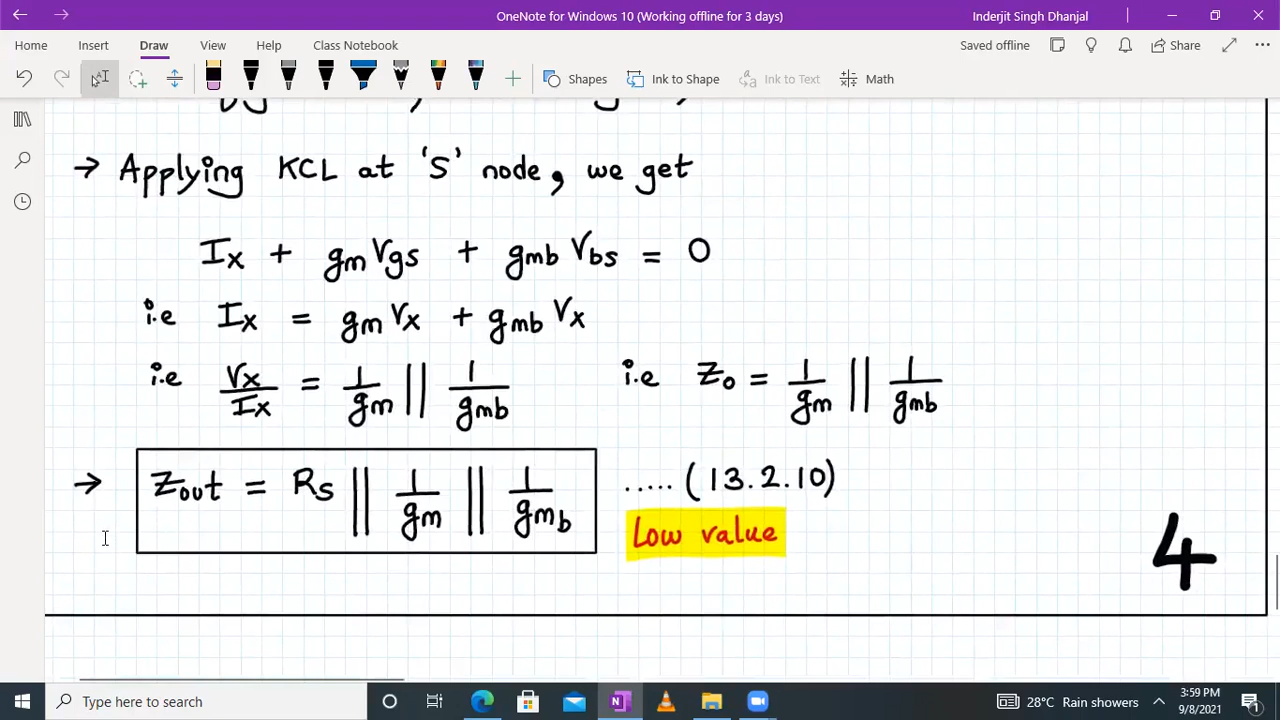 OneNote for Windows 10 (Working offline for 3 days)
Inderjit Singh Dhanjal
Home Insert Draw View Help Class Notebook
Saved offline
Share
Shapes
Ink to Shape
Ink to Text
Math
→ Applying KCL at 'S' node, we get
Ix + gm Vgs + gmb Vbs = 0
i.e Ix = gm Vx + gmb Vx
i.e Vx/Ix = 1/gm || 1/gmb i.e Zo = 1/gm || 1/gmb
→ Zout = Rs || 1/gm || 1/gmb ..... (13.2.10)
Low value
4
Type here to search
28°C Rain showers
3:59 PM
9/8/2021
1